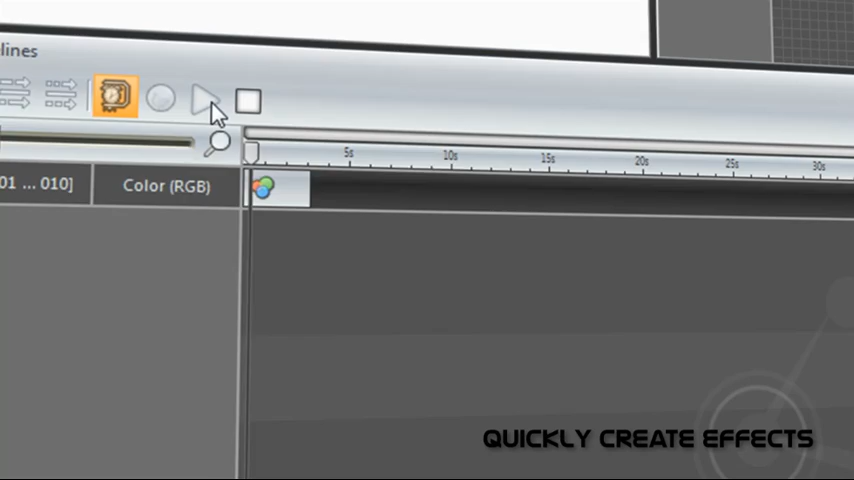 lines
5s 10s 15s 20s 25s 30s
01 ... 010] Color (RGB)
QUICKLY CREATE EFFECTS